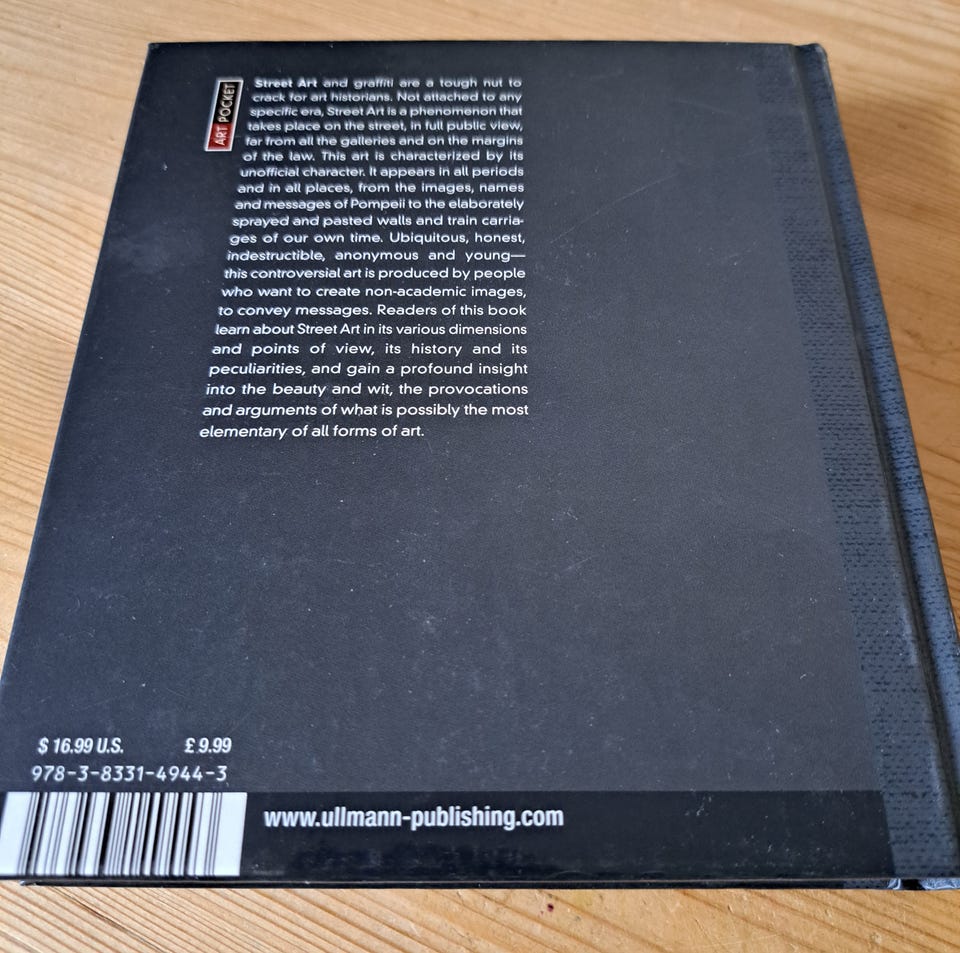 ART POCKET
Street Art and graffiti are a tough nut to
crack for art historians. Not attached to any
specific era, Street Art is a phenomenon that
takes place on the street, in full public view,
far from all the galleries and on the margins
of the law. This art is characterized by its
unofficial character. It appears in all periods
and in all places, from the images, names
and messages of Pompeii to the elaborately
sprayed and pasted walls and train carria-
ges of our own time. Ubiquitous, honest,
indestructible, anonymous and young—
this controversial art is produced by people
who want to create non-academic images,
to convey messages. Readers of this book
learn about Street Art in its various dimensions
and points of view, its history and its
peculiarities, and gain a profound insight
into the beauty and wit, the provocations
and arguments of what is possibly the most
elementary of all forms of art.
$ 16.99 U.S. £ 9.99
978-3-8331-4944-3
www.ullmann-publishing.com